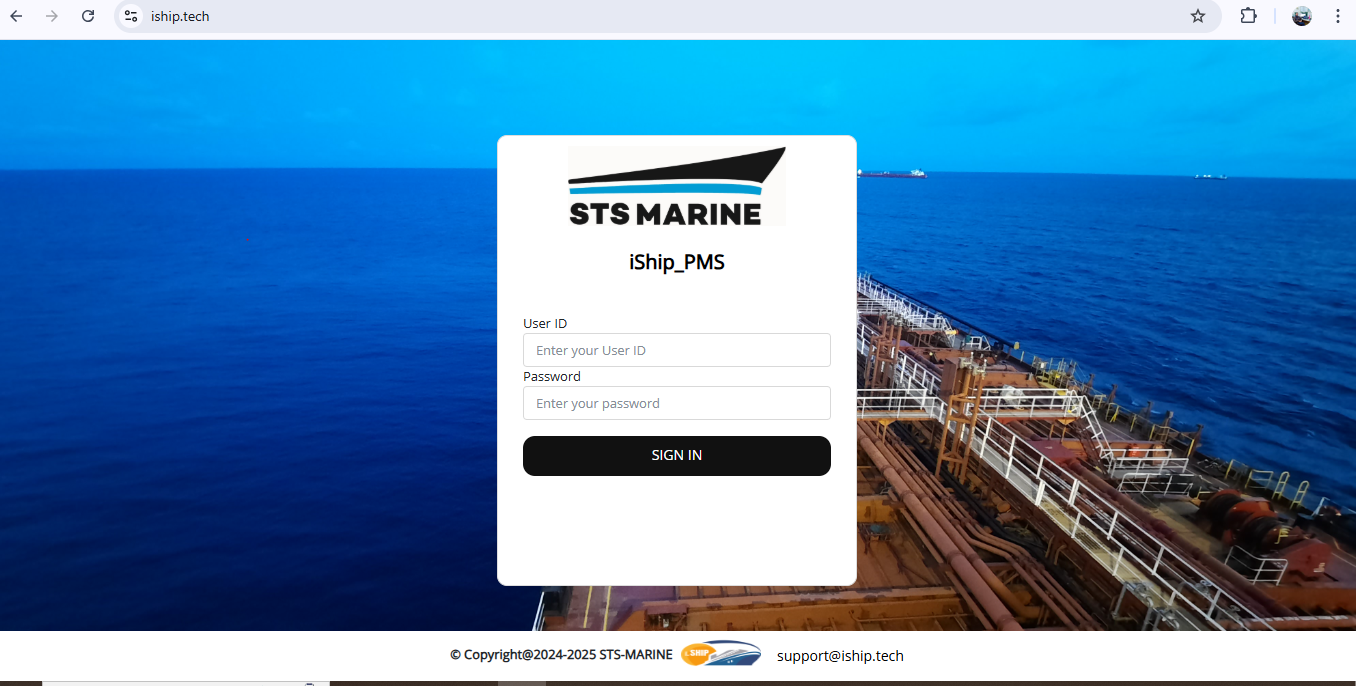 iship.tech
STS MARINE
iShip_PMS
User ID
Enter your User ID
Password
Enter your password
SIGN IN
© Copyright@2024-2025 STS-MARINE iSHIP support@iship.tech